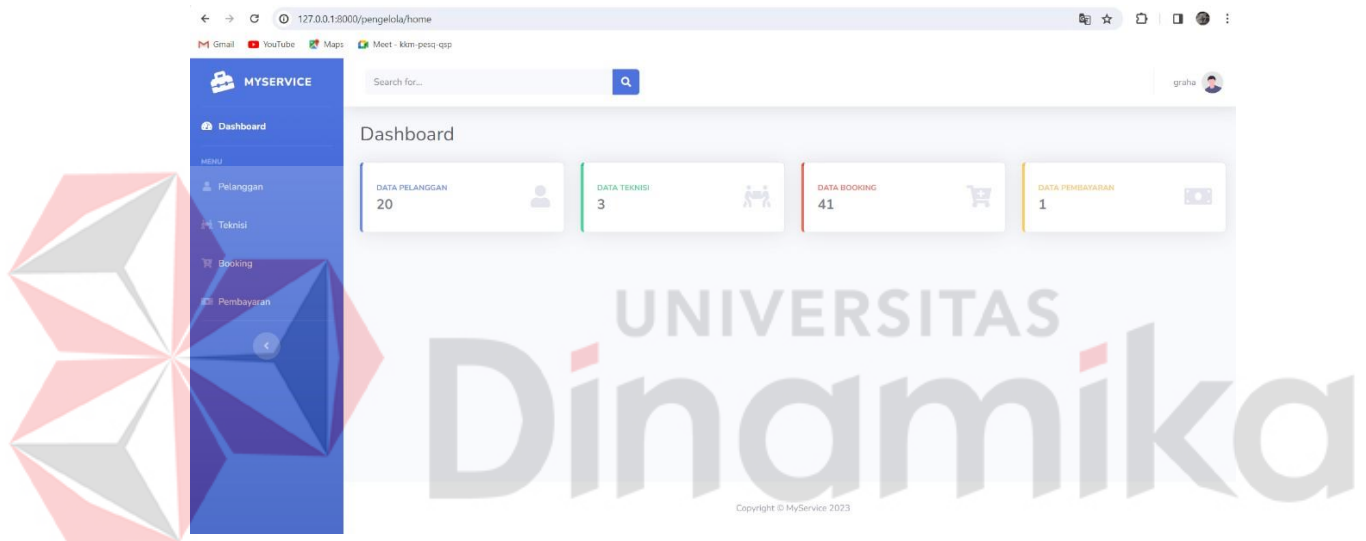 127.0.0.1:8000/pengelola/home
Gmail YouTube Maps Meet - kkm-pesq-qsp
MYSERVICE
Search for...
graha
Dashboard
Dashboard
MENU
Pelanggan
Teknisi
Booking
Pembayaran
DATA PELANGGAN
20
DATA TEKNISI
3
DATA BOOKING
41
DATA PEMBAYARAN
1
UNIVERSITAS
Dinamika
Copyright © MyService 2023